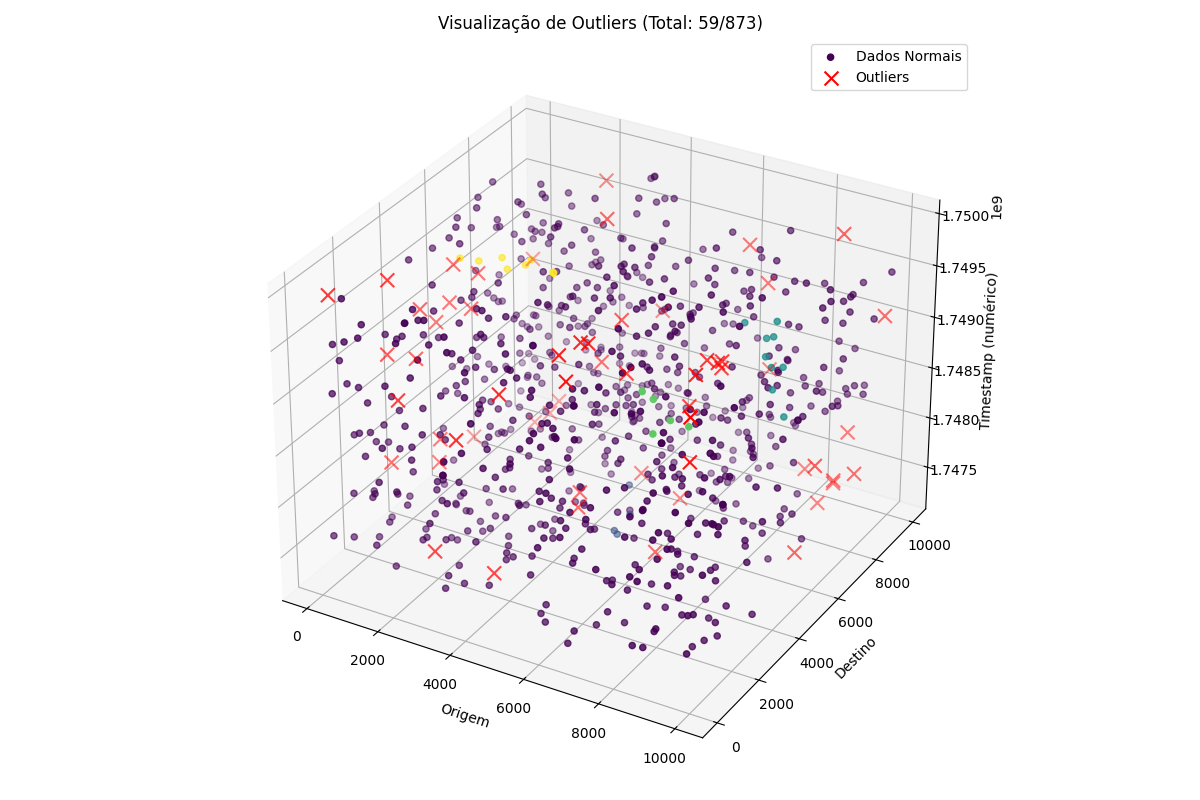 Visualização de Outliers (Total: 59/873)
Dados Normais
Outliers
1e9
1.7500
1.7495
1.7490
1.7485
1.7480
1.7475
Timestamp (numérico)
10000
8000
6000
4000
2000
0
Destino
0
2000
4000
6000
8000
10000
Origem